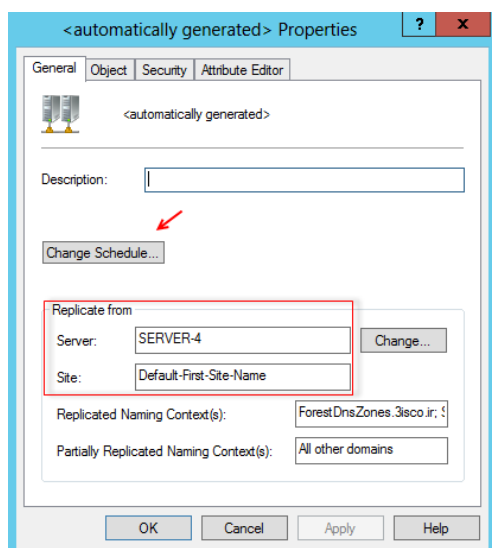 <automatically generated> Properties
? x
General Object Security Attribute Editor
<automatically generated>
Description:
Change Schedule...
Replicate from
Server: SERVER-4 Change...
Site: Default-First-Site-Name
Replicated Naming Context(s): ForestDnsZones.3isco.ir;
Partially Replicated Naming Context(s): All other domains
OK Cancel Apply Help